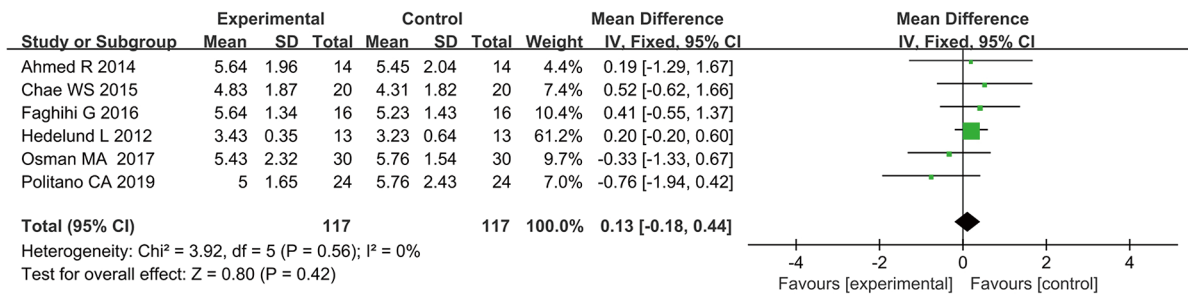 Experimental Control Mean Difference Mean Difference
Study or Subgroup Mean SD Total Mean SD Total Weight IV, Fixed, 95% CI IV, Fixed, 95% CI
Ahmed R 2014 5.64 1.96 14 5.45 2.04 14 4.4% 0.19 [-1.29, 1.67]
Chae WS 2015 4.83 1.87 20 4.31 1.82 20 7.4% 0.52 [-0.62, 1.66]
Faghihi G 2016 5.64 1.34 16 5.23 1.43 16 10.4% 0.41 [-0.55, 1.37]
Hedelund L 2012 3.43 0.35 13 3.23 0.64 13 61.2% 0.20 [-0.20, 0.60]
Osman MA 2017 5.43 2.32 30 5.76 1.54 30 9.7% -0.33 [-1.33, 0.67]
Politano CA 2019 5 1.65 24 5.76 2.43 24 7.0% -0.76 [-1.94, 0.42]
Total (95% CI) 117 117 100.0% 0.13 [-0.18, 0.44]
Heterogeneity: Chi² = 3.92, df = 5 (P = 0.56); I² = 0%
Test for overall effect: Z = 0.80 (P = 0.42)
-4 -2 0 2 4
Favours [experimental] Favours [control]